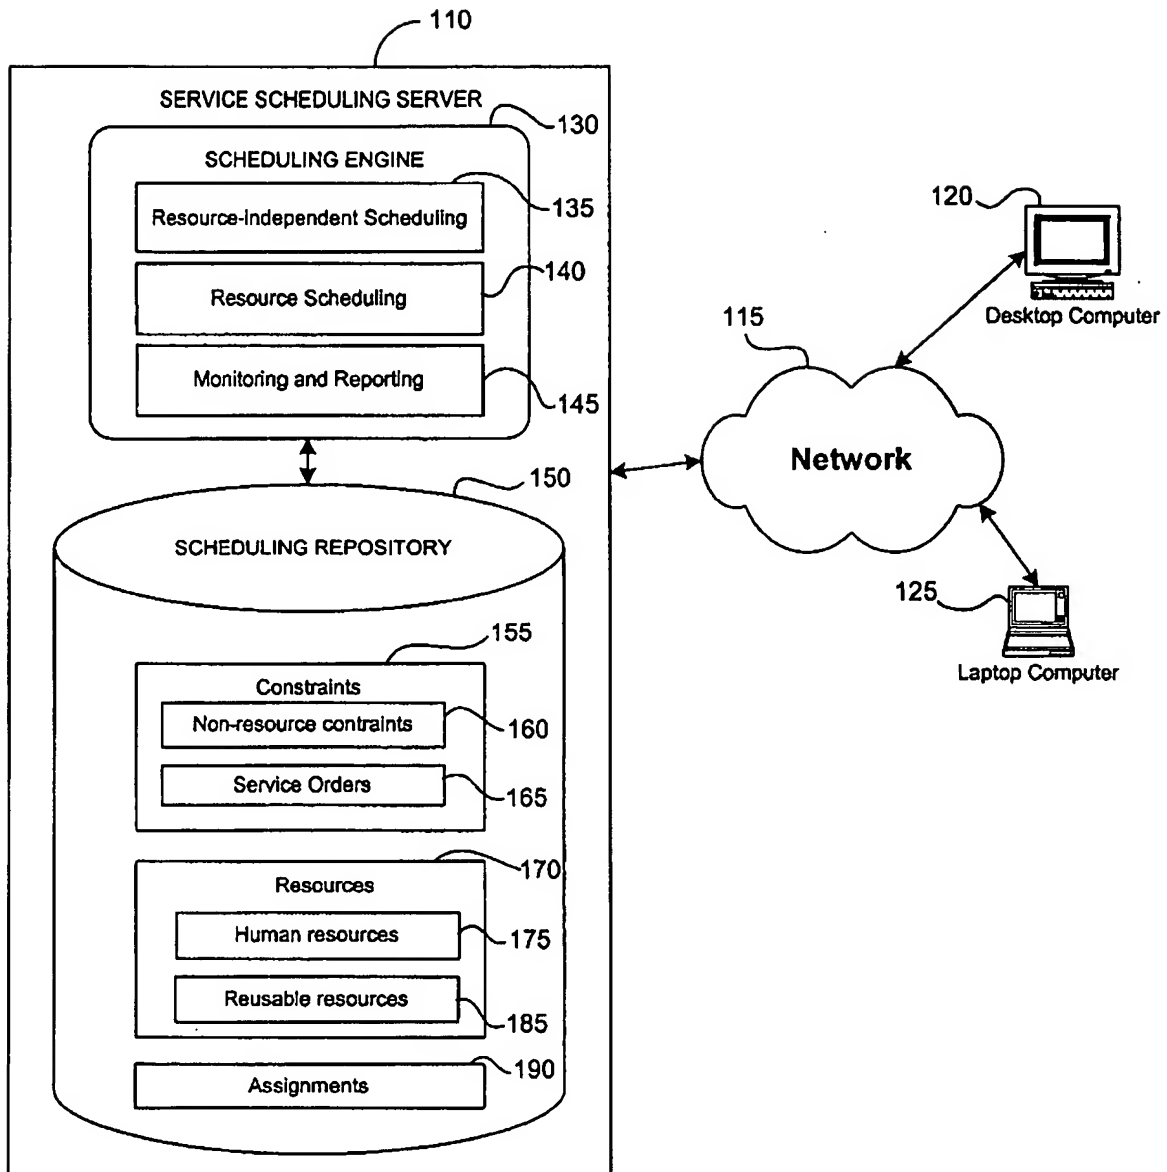 110
SERVICE SCHEDULING SERVER
130
SCHEDULING ENGINE
135
Resource-independent Scheduling
140
Resource Scheduling
Monitoring and Reporting
145
150
SCHEDULING REPOSITORY
155
Constraints
Non-resource contraints
160
Service Orders
165
170
Resources
Human resources
175
Reusable resources
185
190
Assignments
115
Network
120
Desktop Computer
125
Laptop Computer